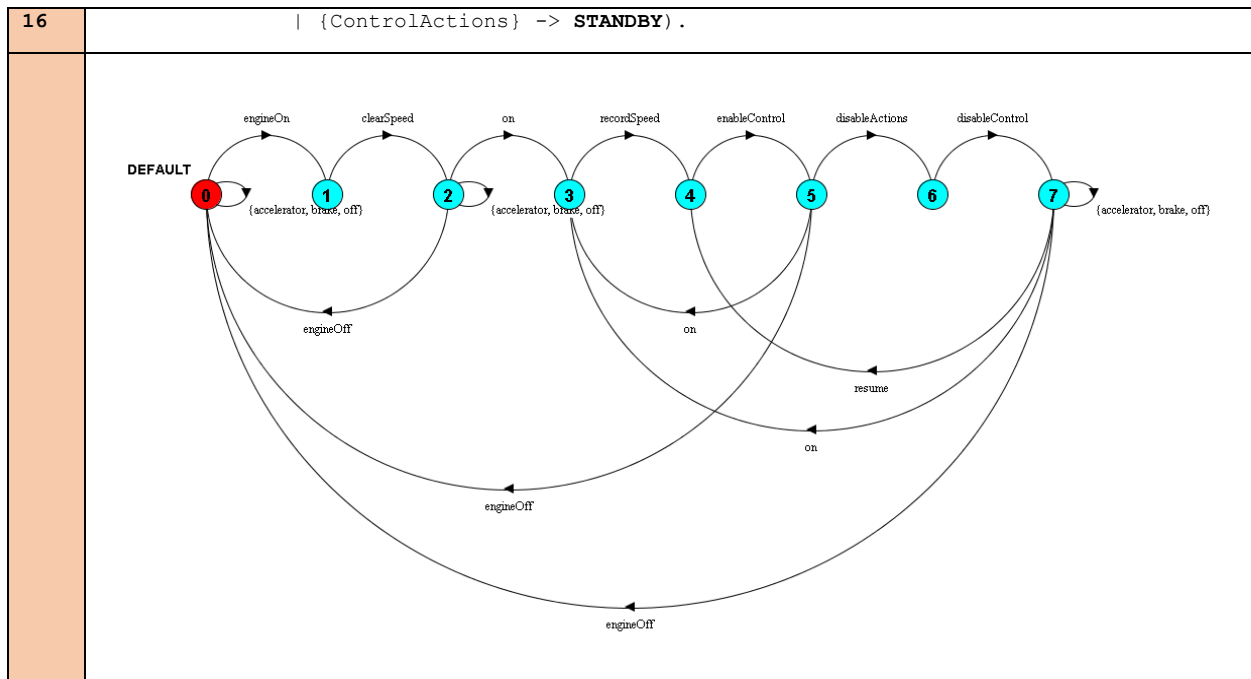 16 | {ControlActions} -> STANDBY).
engineOn clearSpeed on recordSpeed enableControl disableActions disableControl
DEFAULT
0 1 2 3 4 5 6 7
{accelerator, brake, off} {accelerator, brake, off} {accelerator, brake, off}
engineOff on
resume
on
engineOff
engineOff